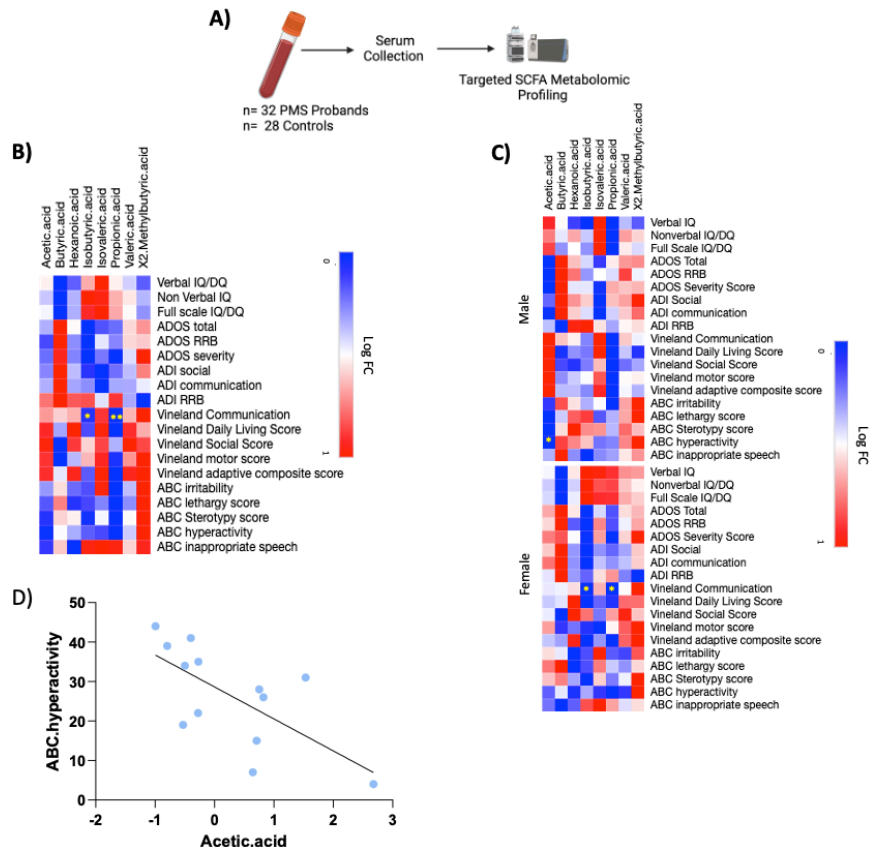 A)
Serum
Collection
Targeted SCFA Metabolomic
Profiling
n= 32 PMS Probands
n= 28 Controls
B)
Acetic.acid
Butyric.acid
Hexanoic.acid
Isobutyric.acid
Isovaleric.acid
Propionic.acid
Valeric.acid
X2.Methylbutyric.acid
Verbal IQ/DQ
Non Verbal IQ
Full scale IQ/DQ
ADOS total
ADOS RRB
ADOS severity
ADI social
ADI communication
ADI RRB
Vineland Communication
Vineland Daily Living Score
Vineland Social Score
Vineland motor score
Vineland adaptive composite score
ABC irritability
ABC lethargy score
ABC Sterotypy score
ABC hyperactivity
ABC inappropriate speech
0
Log FC
1
C)
Acetic.acid
Butyric.acid
Hexanoic.acid
Isobutyric.acid
Isovaleric.acid
Propionic.acid
Valeric.acid
X2.Methylbutyric.acid
Male
Verbal IQ
Nonverbal IQ/DQ
Full Scale IQ/DQ
ADOS Total
ADOS RRB
ADOS Severity Score
ADI Social
ADI communication
ADI RRB
Vineland Communication
Vineland Daily Living Score
Vineland Social Score
Vineland motor score
Vineland adaptive composite score
ABC irritability
ABC lethargy score
ABC Sterotypy score
ABC hyperactivity
ABC inappropriate speech
Female
Verbal IQ
Nonverbal IQ/DQ
Full Scale IQ/DQ
ADOS Total
ADOS RRB
ADOS Severity Score
ADI Social
ADI communication
ADI RRB
Vineland Communication
Vineland Daily Living Score
Vineland Social Score
Vineland motor score
Vineland adaptive composite score
ABC irritability
ABC lethargy score
ABC Sterotypy score
ABC hyperactivity
ABC inappropriate speech
0
Log FC
1
D)
ABC.hyperactivity
50
40
30
20
10
0
-2
-1
0
1
2
3
Acetic.acid